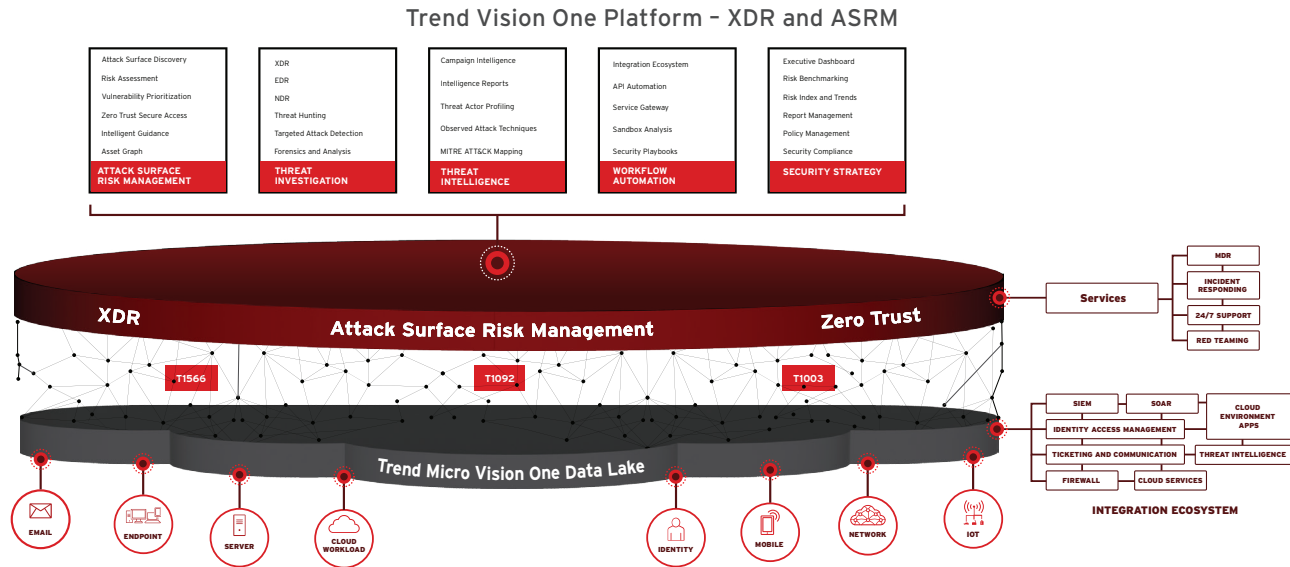 Trend Vision One Platform – XDR and ASRM
Attack Surface Discovery
Risk Assessment
Vulnerability Prioritization
Zero Trust Secure Access
Intelligent Guidance
Asset Graph
ATTACK SURFACE
RISK MANAGEMENT
XDR
EDR
NDR
Threat Hunting
Targeted Attack Detection
Forensics and Analysis
THREAT
INVESTIGATION
Campaign Intelligence
Intelligence Reports
Threat Actor Profiling
Observed Attack Techniques
MITRE ATT&CK Mapping
THREAT
INTELLIGENCE
Integration Ecosystem
API Automation
Service Gateway
Sandbox Analysis
Security Playbooks
WORKFLOW
AUTOMATION
Executive Dashboard
Risk Benchmarking
Risk Index and Trends
Report Management
Policy Management
Security Compliance
SECURITY STRATEGY
XDR
Attack Surface Risk Management
Zero Trust
Services
MDR
INCIDENT
RESPONDING
24/7 SUPPORT
RED TEAMING
T1566
T1092
T1003
Trend Micro Vision One Data Lake
SIEM
SOAR
CLOUD
ENVIRONMENT
APPS
IDENTITY ACCESS MANAGEMENT
TICKETING AND COMMUNICATION
THREAT INTELLIGENCE
FIREWALL
CLOUD SERVICES
INTEGRATION ECOSYSTEM
EMAIL
ENDPOINT
SERVER
CLOUD
WORKLOAD
IDENTITY
MOBILE
NETWORK
IOT